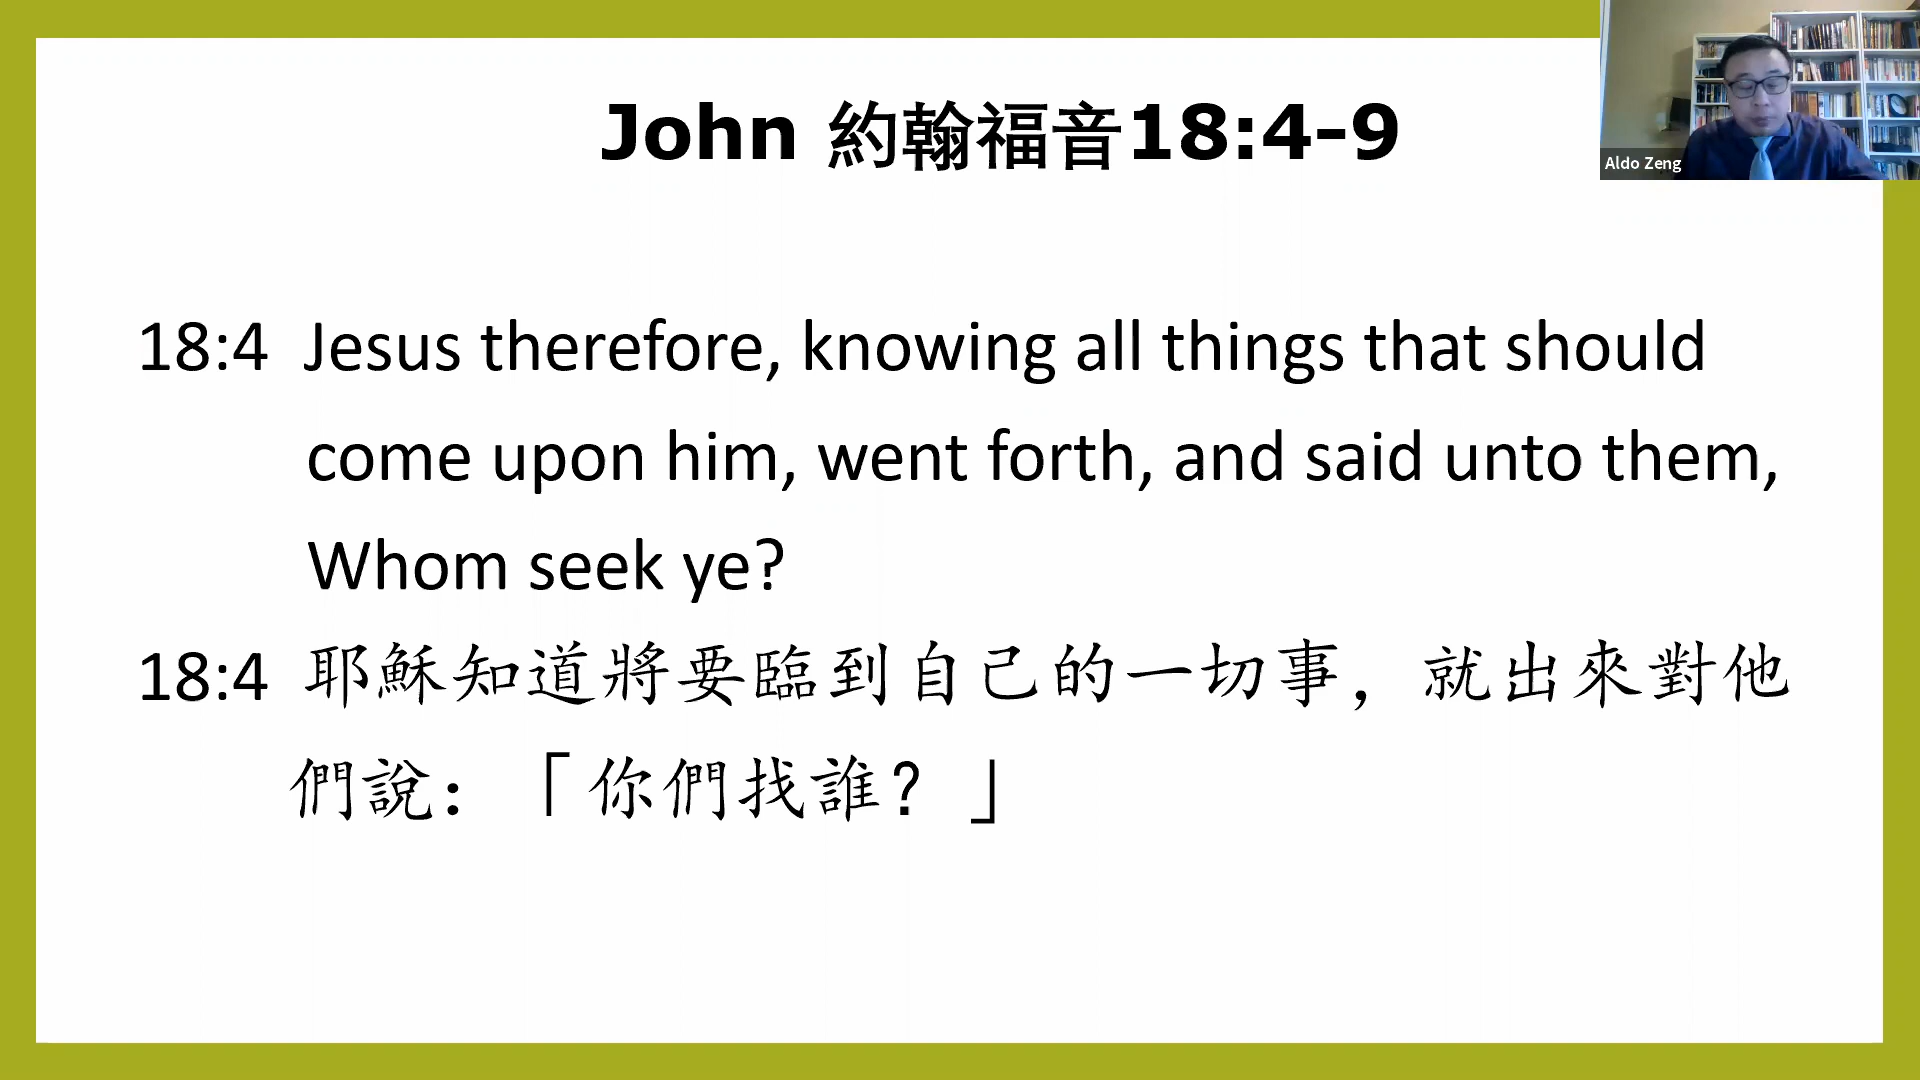 John 約翰福音18:4-9
Aldo Zeng
18:4 Jesus therefore, knowing all things that should
come upon him, went forth, and said unto them,
Whom seek ye?
18:4 耶穌知道將要臨到自己的一切事，就出來對他
們說：「你們找誰？」